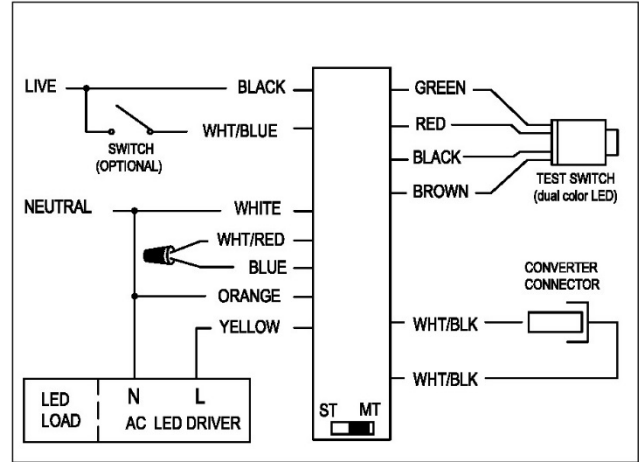 LIVE
BLACK
SWITCH
(OPTIONAL)
WHT/BLUE
NEUTRAL
WHITE
WHT/RED
BLUE
ORANGE
YELLOW
LED
LOAD
N
L
AC LED DRIVER
ST
MT
GREEN
RED
BLACK
BROWN
TEST SWITCH
(dual color LED)
CONVERTER
CONNECTOR
WHT/BLK
WHT/BLK